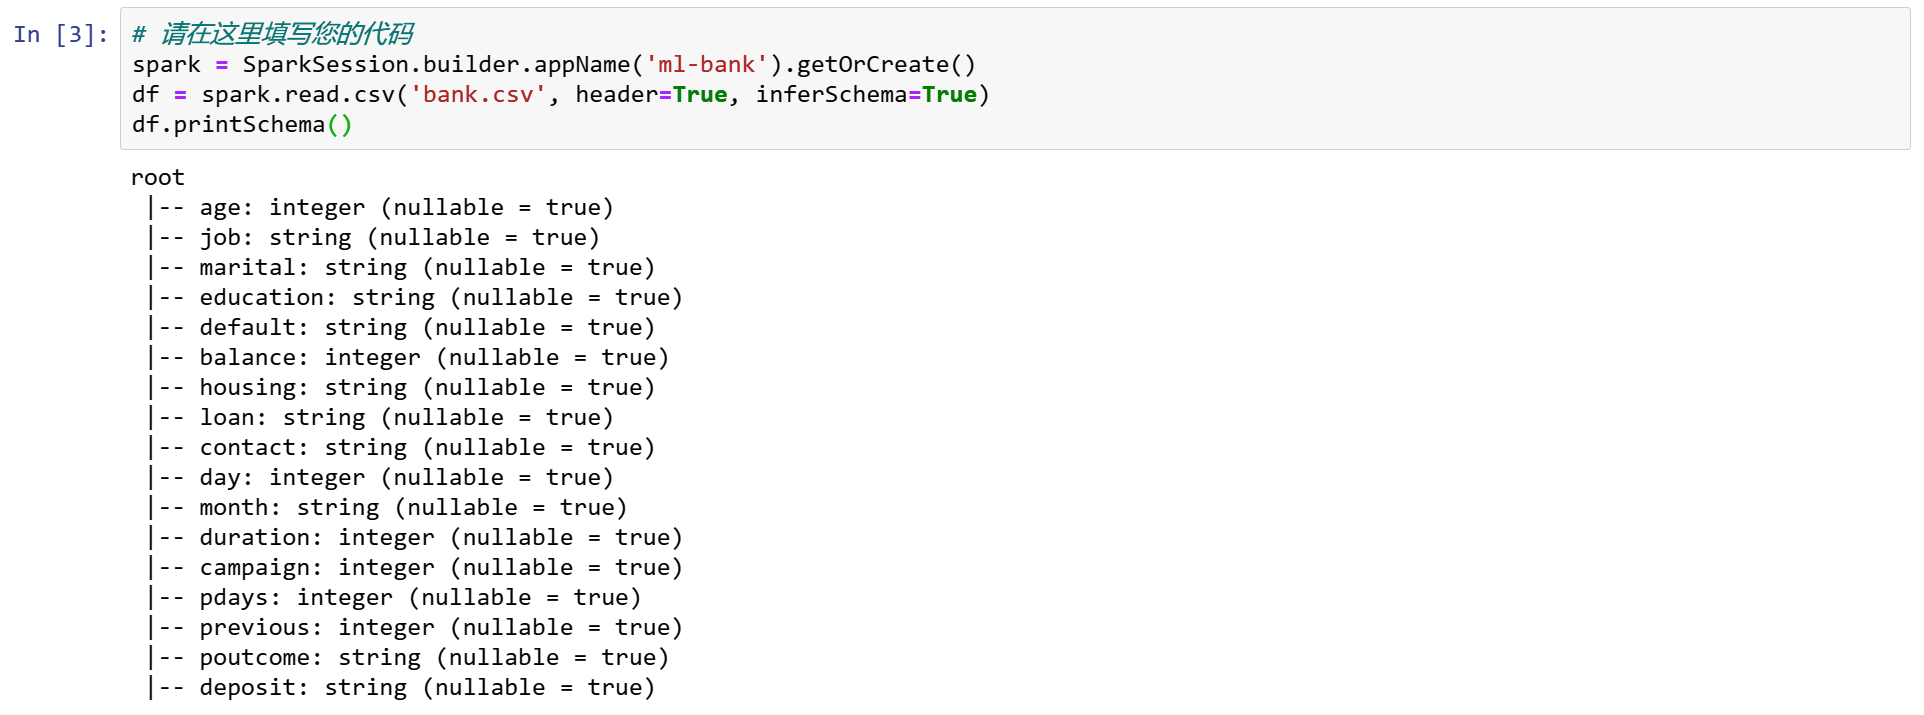 In [3]:
# 请在这里填写您的代码
spark = SparkSession.builder.appName('ml-bank').getOrCreate()
df = spark.read.csv('bank.csv', header=True, inferSchema=True)
df.printSchema()
root
 |-- age: integer (nullable = true)
 |-- job: string (nullable = true)
 |-- marital: string (nullable = true)
 |-- education: string (nullable = true)
 |-- default: string (nullable = true)
 |-- balance: integer (nullable = true)
 |-- housing: string (nullable = true)
 |-- loan: string (nullable = true)
 |-- contact: string (nullable = true)
 |-- day: integer (nullable = true)
 |-- month: string (nullable = true)
 |-- duration: integer (nullable = true)
 |-- campaign: integer (nullable = true)
 |-- pdays: integer (nullable = true)
 |-- previous: integer (nullable = true)
 |-- poutcome: string (nullable = true)
 |-- deposit: string (nullable = true)